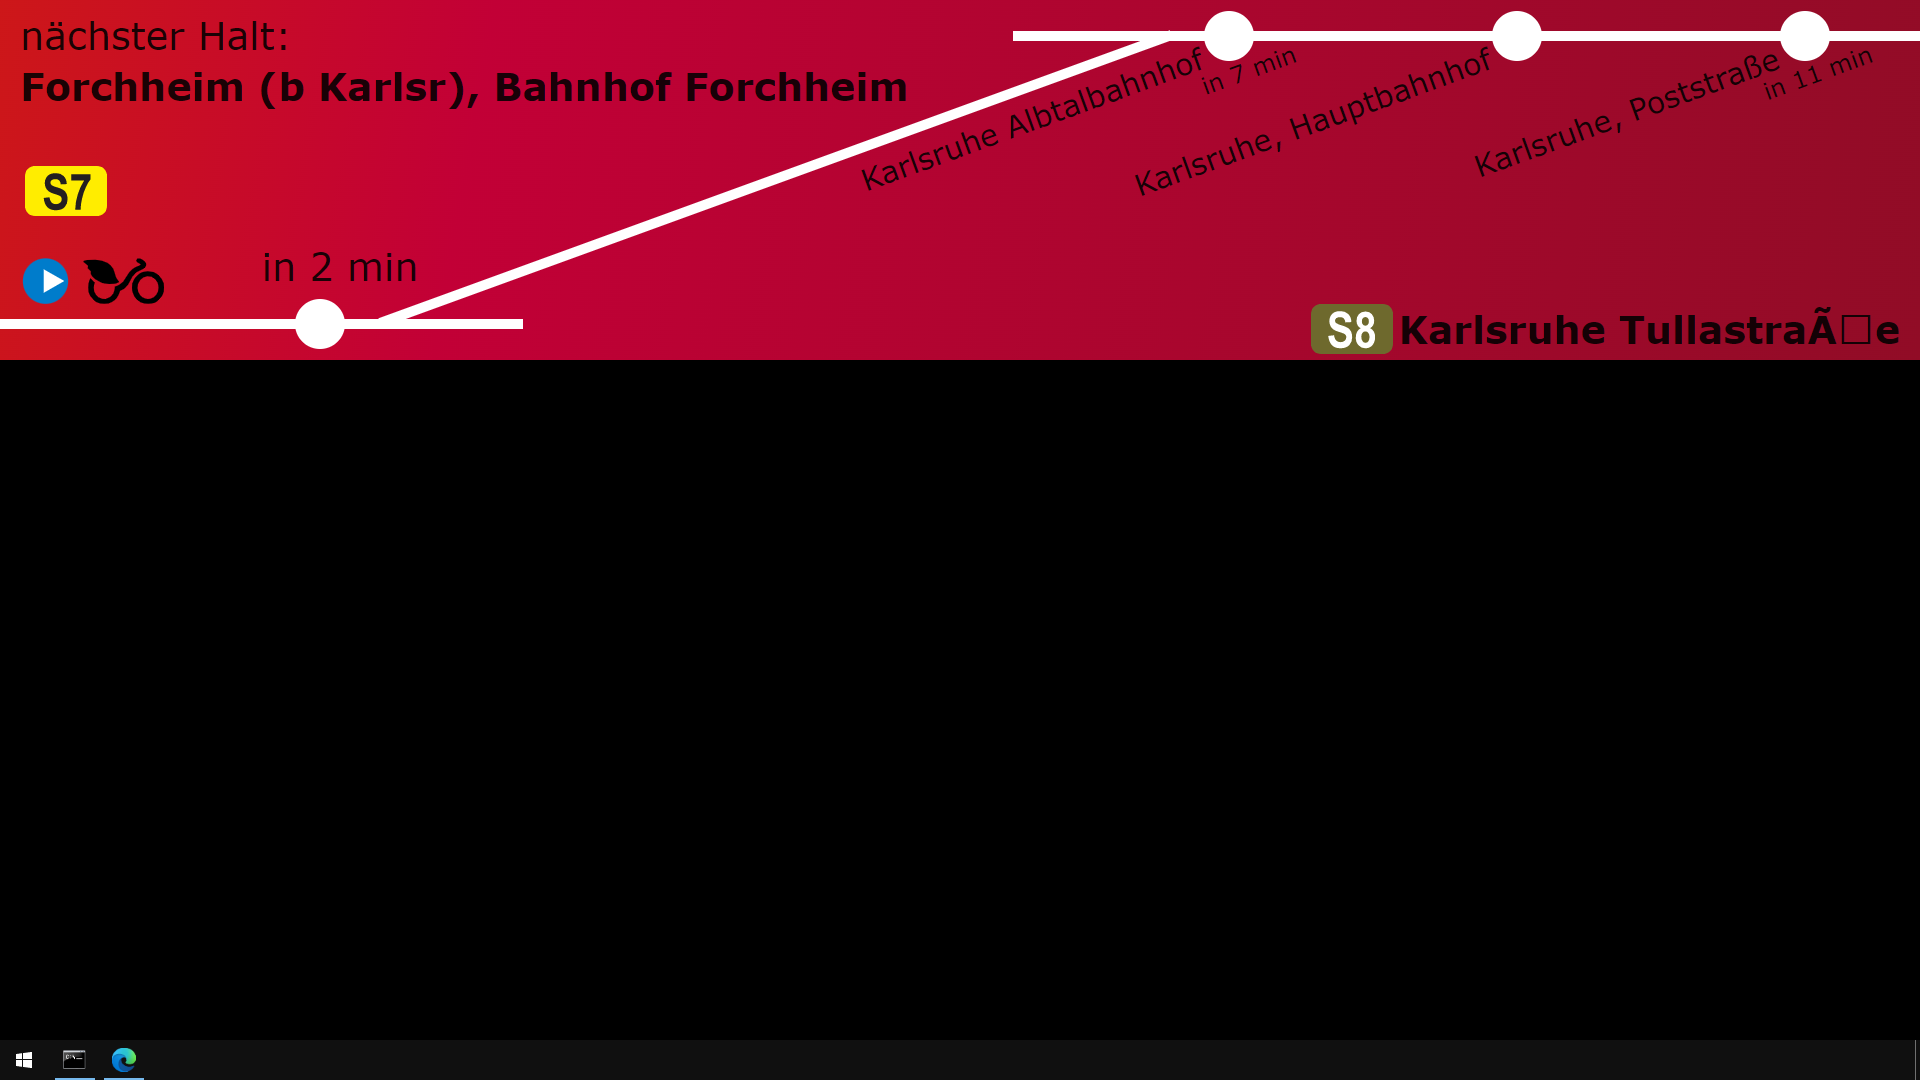 nächster Halt:
Forchheim (b Karlsr), Bahnhof Forchheim
Karlsruhe Albtalbahnhof
in 7 min
Karlsruhe, Hauptbahnhof
Karlsruhe, Poststraße
in 11 min
S7
in 2 min
S8 Karlsruhe TullastraÃ□e